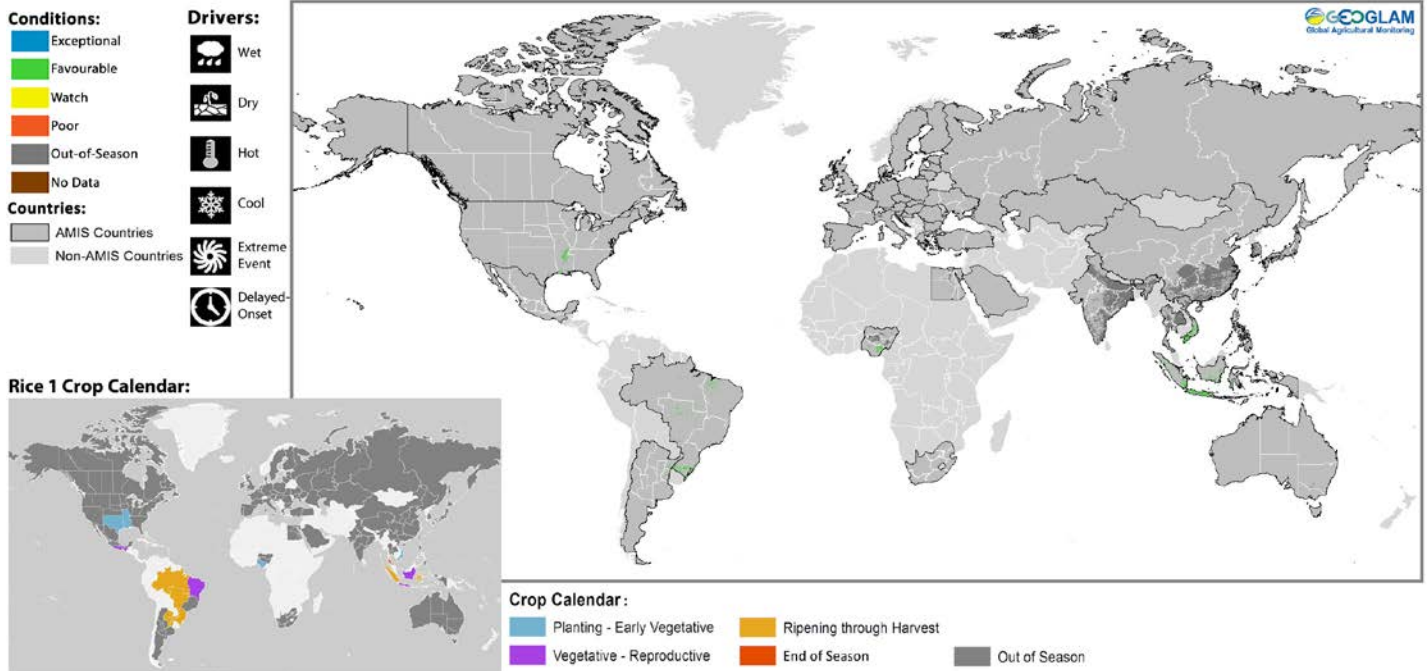 Conditions:
Exceptional
Favourable
Watch
Poor
Out-of-Season
No Data
Countries:
AMIS Countries
Non-AMIS Countries
Drivers:
Wet
Dry
Hot
Cool
Extreme
Event
Delayed-
Onset
GEOGLAM
Global Agricultural Monitoring
Rice 1 Crop Calendar:
Crop Calendar :
Planting - Early Vegetative
Ripening through Harvest
Vegetative - Reproductive
End of Season
Out of Season